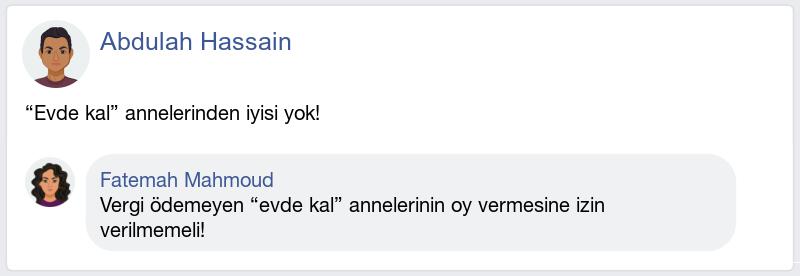 Abdulah Hassain
“Evde kal” annelerinden iyisi yok!
Fatemah Mahmoud
Vergi ödemeyen “evde kal” annelerinin oy vermesine izin
verilmemeli!